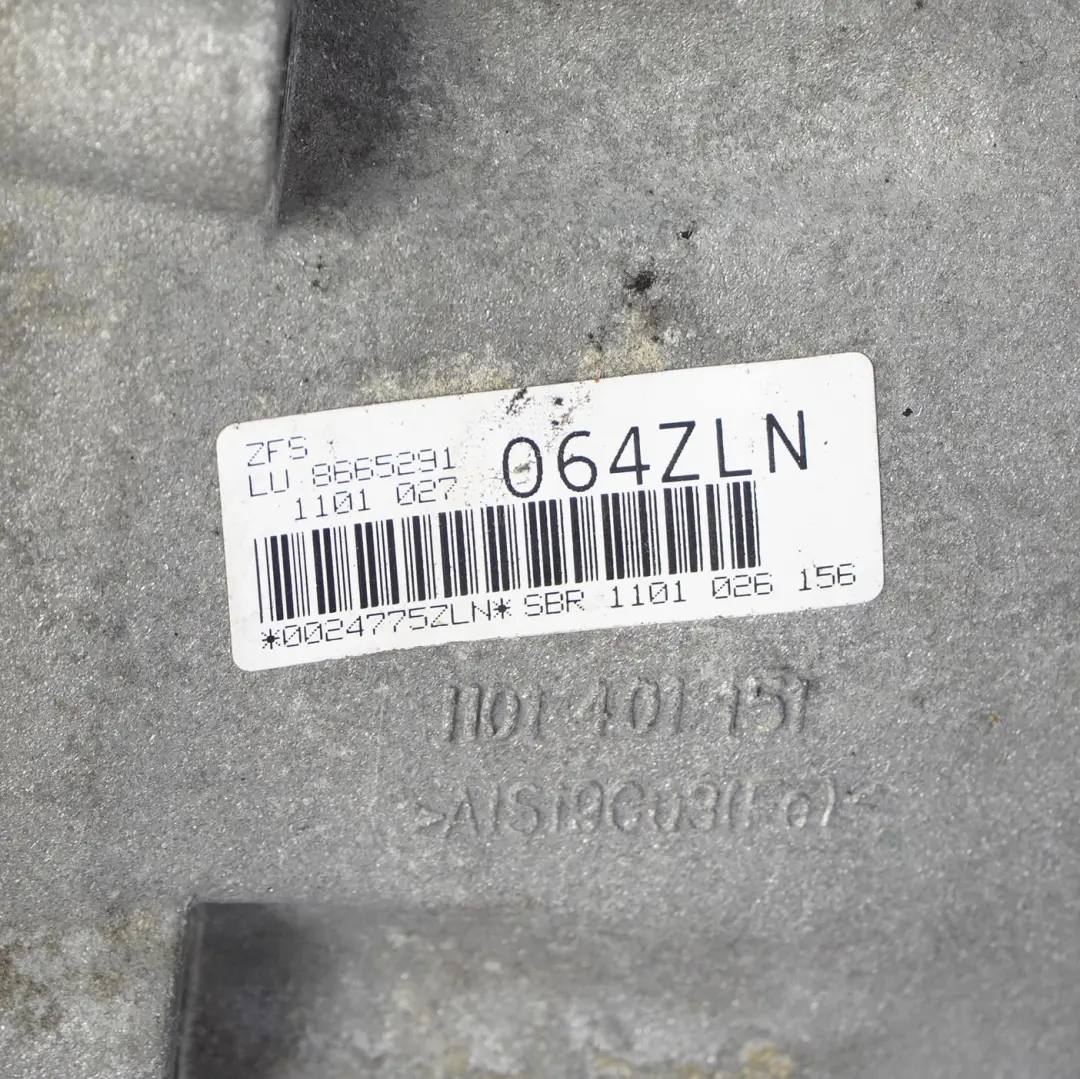 ZFS
LU 8665291
1101 027
064ZLN
*0024775ZLN* SBR 1101 026 156
1101 401 151
>AlSi9Cu3(Fe)<